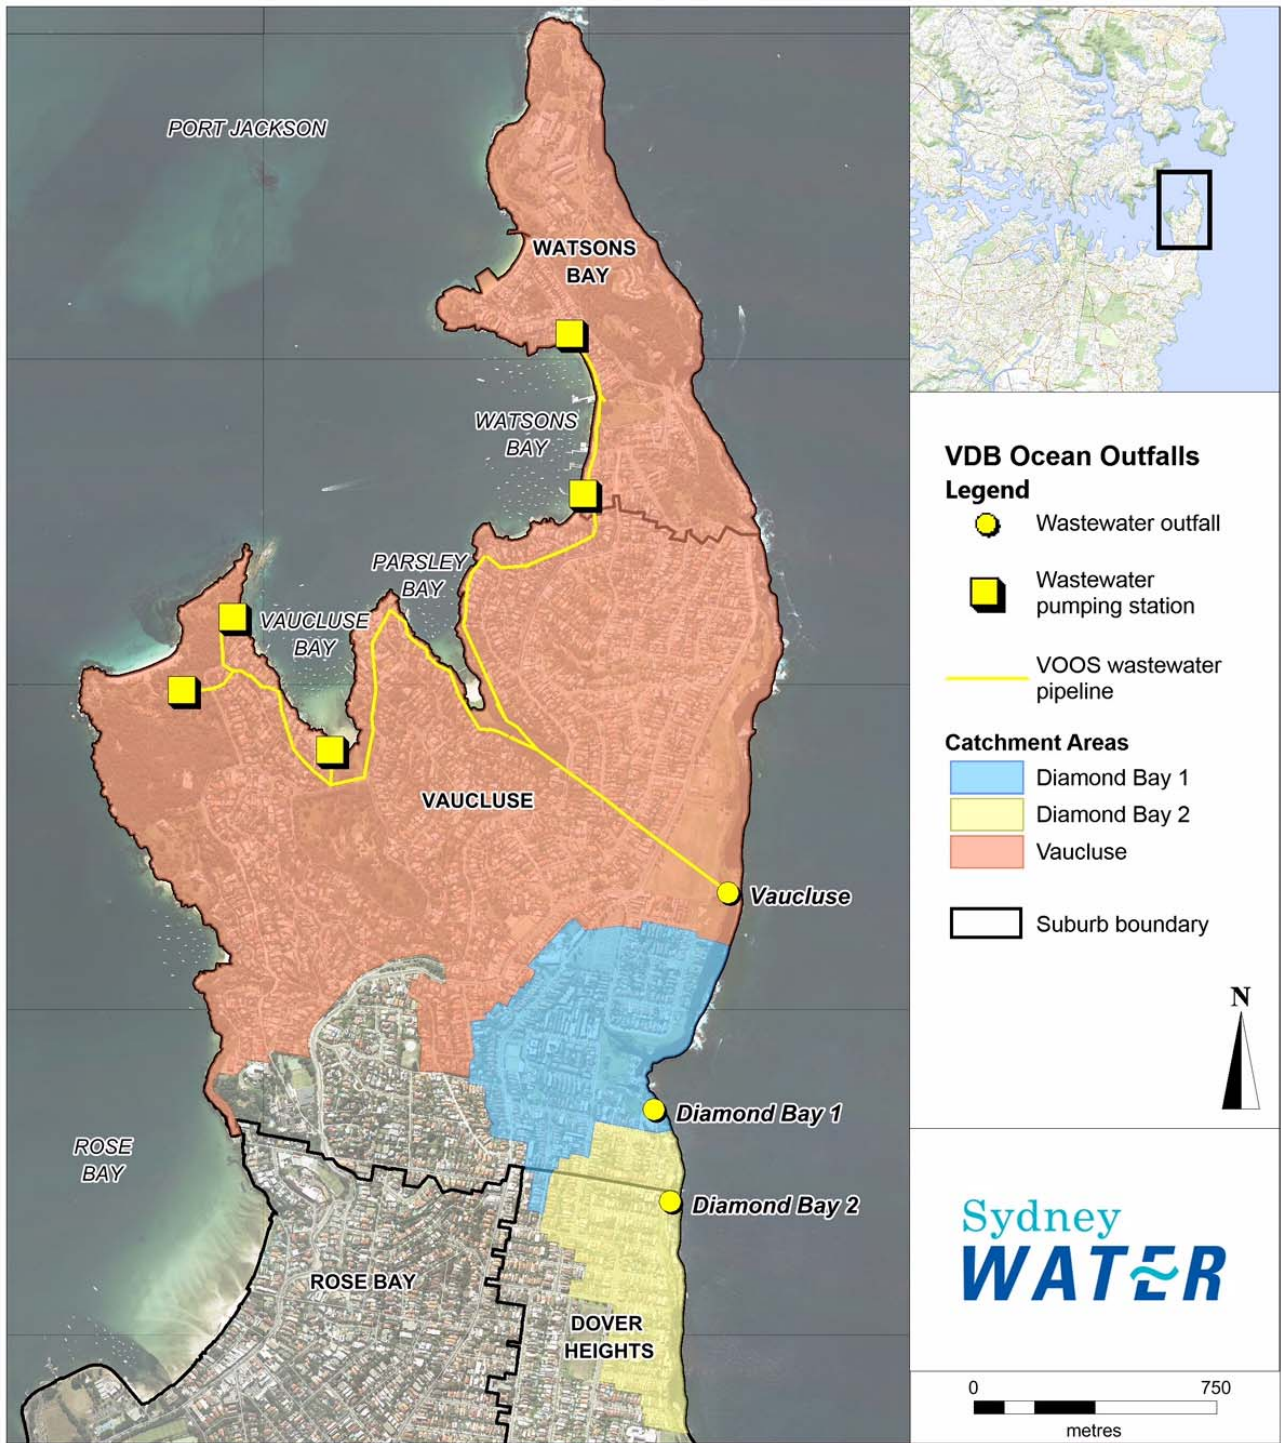 PORT JACKSON
WATSONS
BAY
WATSONS
BAY
PARSLEY
BAY
VAUCLUSE
BAY
VAUCLUSE
Vaucluse
Diamond Bay 1
ROSE
BAY
Diamond Bay 2
ROSE BAY
DOVER
HEIGHTS
VDB Ocean Outfalls
Legend
Wastewater outfall
Wastewater
pumping station
VOOS wastewater
pipeline
Catchment Areas
Diamond Bay 1
Diamond Bay 2
Vaucluse
Suburb boundary
N
Sydney
WATER
0 750
metres